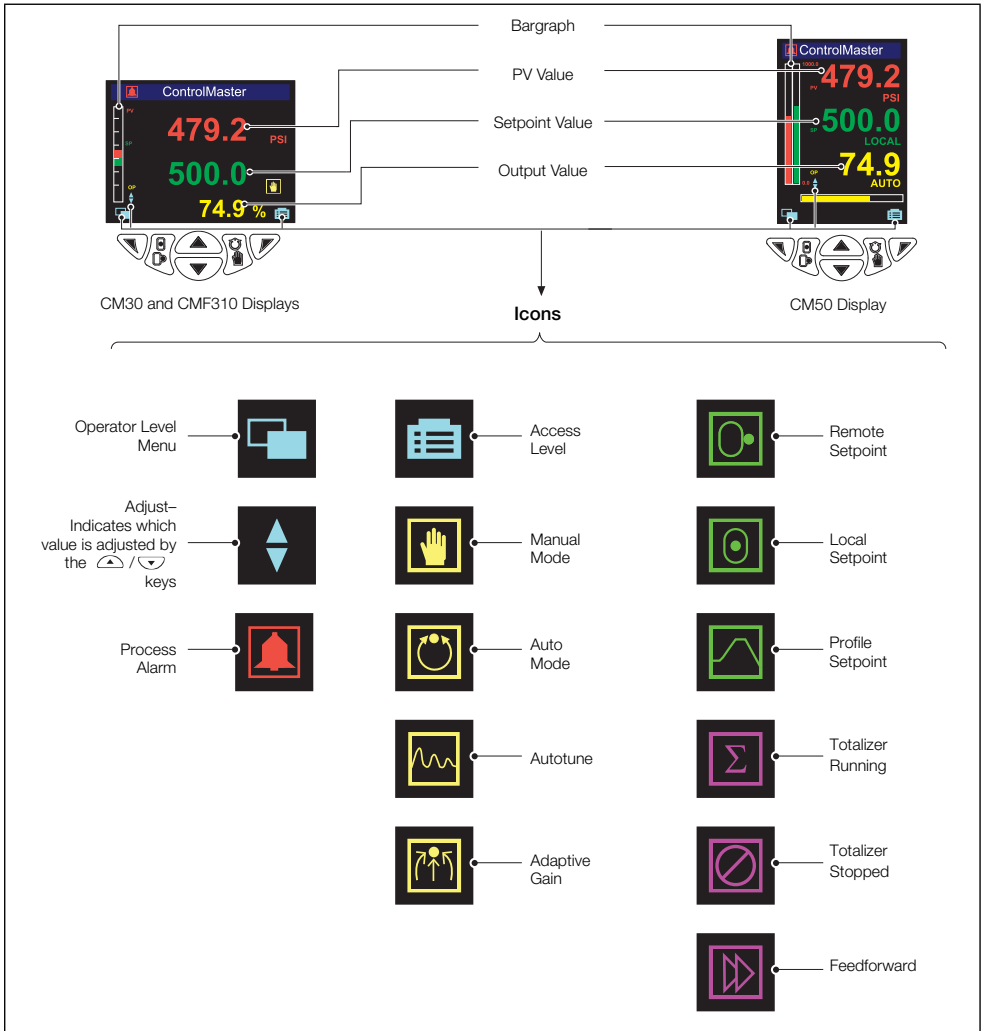 Bargraph
PV Value
Setpoint Value
Output Value
ControlMaster
PV
479.2
PSI
SP
500.0
OP
74.9 %
CM30 and CMF310 Displays
ControlMaster
1000.0
479.2
PV
PSI
500.0
SP
LOCAL
74.9
OP
0.0
AUTO
CM50 Display
Icons
Operator Level
Menu
Access
Level
Remote
Setpoint
Adjust–
Indicates which
value is adjusted by
the / 
keys
Manual
Mode
Local
Setpoint
Process
Alarm
Auto
Mode
Profile
Setpoint
Autotune
Σ
Totalizer
Running
Adaptive
Gain
Totalizer
Stopped
Feedforward